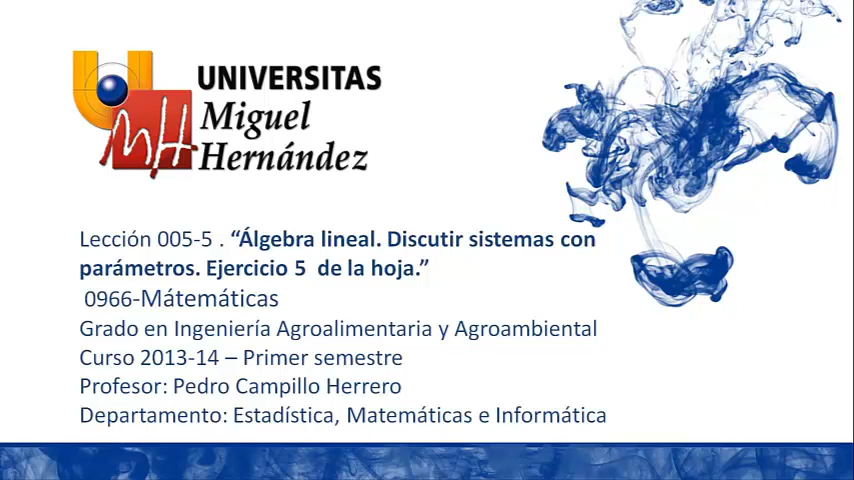 UNIVERSITAS
Miguel
Hernández
Lección 005-5 . “Álgebra lineal. Discutir sistemas con
parámetros. Ejercicio 5 de la hoja.”
0966-Mátemáticas
Grado en Ingeniería Agroalimentaria y Agroambiental
Curso 2013-14 – Primer semestre
Profesor: Pedro Campillo Herrero
Departamento: Estadística, Matemáticas e Informática